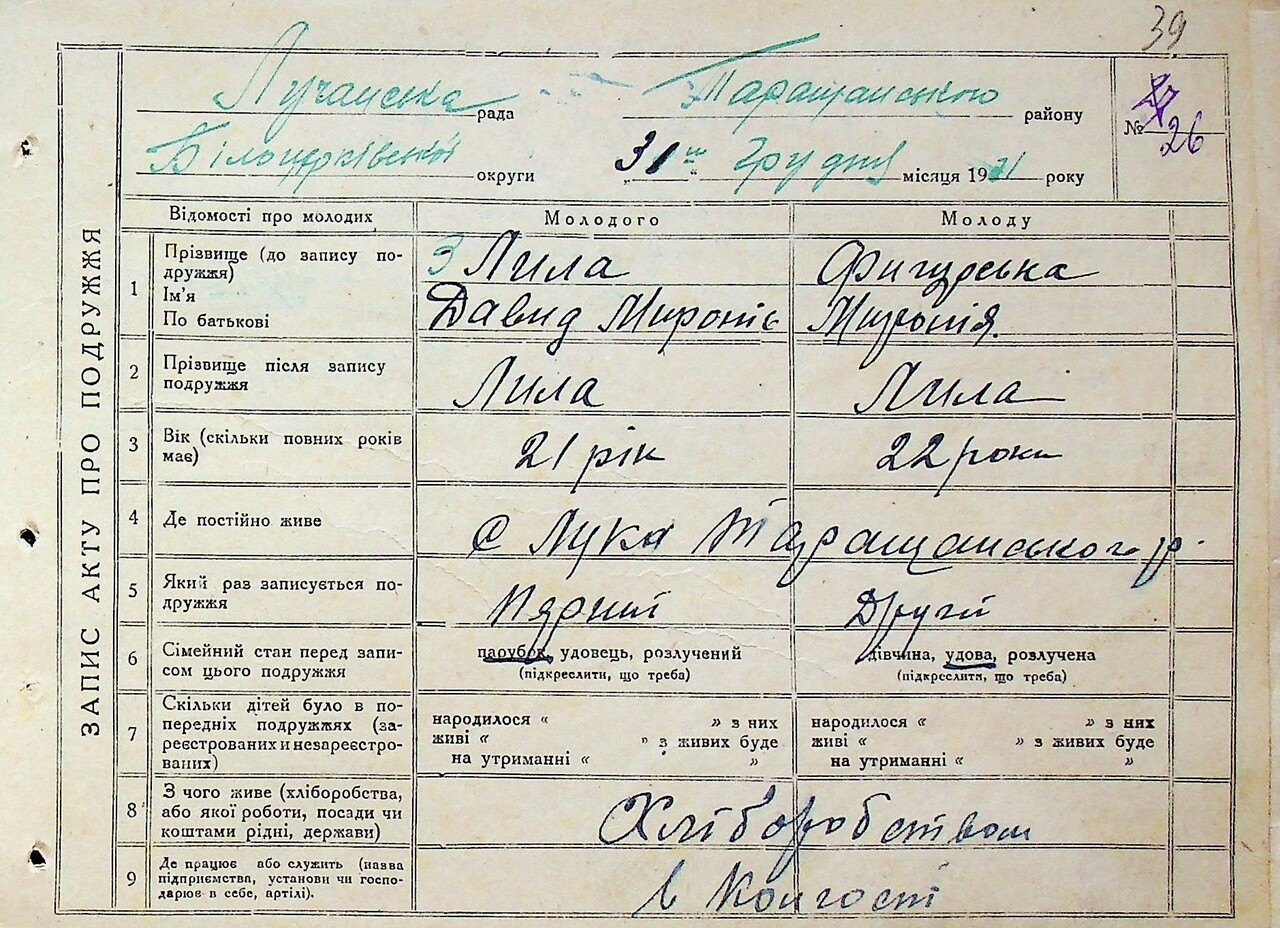 39
Лучанська рада Таращанського району
№ 26
Білоцерківської округи „31“ грудня місяця 1931 року
ЗАПИС АКТУ ПРО ПОДРУЖЖЯ
Відомості про молодих Молодого Молоду
1 Прізвище (до запису подружжя) Лила Фигурська
Ім'я
По батькові Давид Миронів
2 Прізвище після запису подружжя Лила Лила
3 Вік (скільки повних років має) 21 рік 22 роки
4 Де постійно живе с Лука Таращанського р.
5 Який раз записується подружжя Другий
6 Сімейний стан перед записом цього подружжя парубок, удовець, розлучений дівчина, удова, розлучена
(підкреслити, що треба) (підкреслити, що треба)
7 Скільки дітей було в попередніх подружжях (зареєстрованих и незареєстрованих)
народилося “ ” з них народилося “ ” з них
живі “ ” з живих буде живі “ ” з живих буде
на утриманні “ ” на утриманні “ ”
8 З чого живе (хліборобства, або якої роботи, посади чи коштами рідні, держави) Хліборобством
9 Де працює або служить (назва підприємства, установи чи господарює в себе, артілі). в